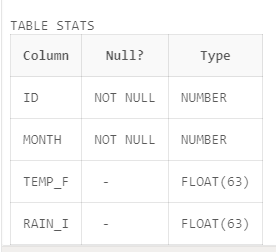 TABLE STATS
Column Null? Type
ID NOT NULL NUMBER
MONTH NOT NULL NUMBER
TEMP_F - FLOAT(63)
RAIN_I - FLOAT(63)